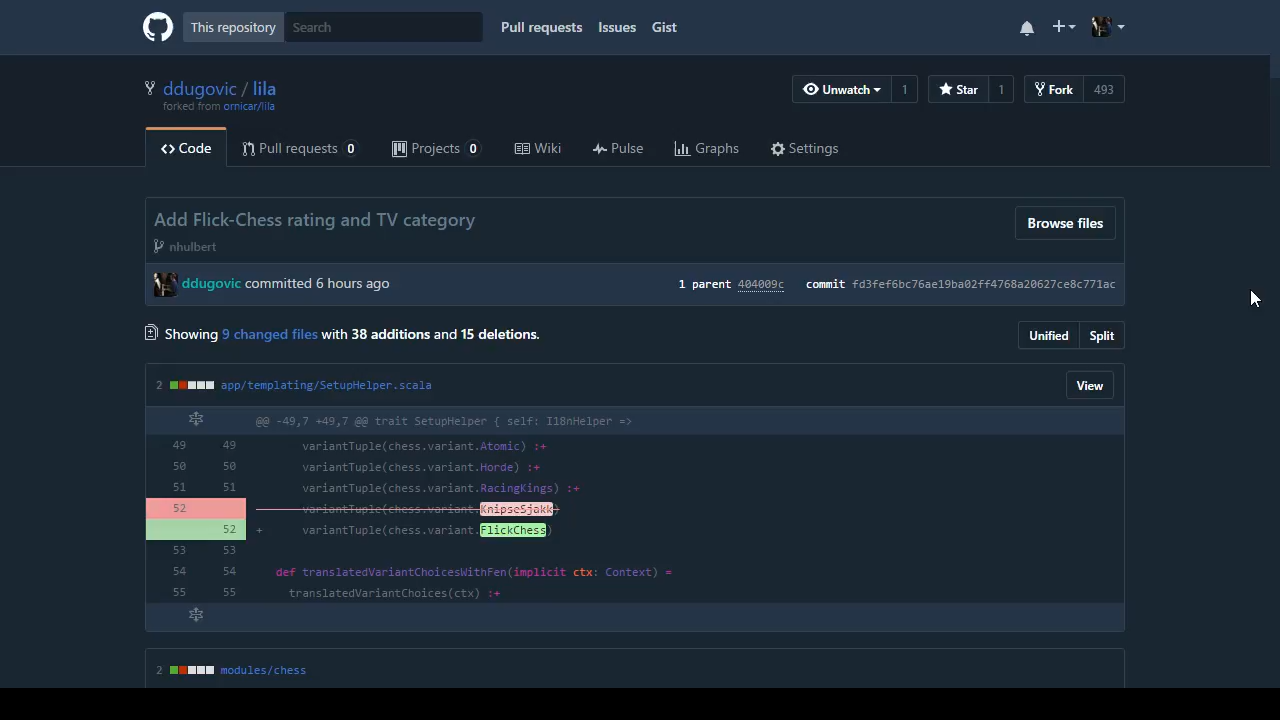 This repository Search Pull requests Issues Gist
ddugovic / lila Unwatch 1 Star 1 Fork 493
forked from ornicar/lila
Code Pull requests 0 Projects 0 Wiki Pulse Graphs Settings
Add Flick-Chess rating and TV category
Browse files
nhulbert
ddugovic committed 6 hours ago 1 parent 404009c commit fd3fef6bc76ae19ba02ff4768a20627ce8c771ac
Showing 9 changed files with 38 additions and 15 deletions. Unified Split
2 app/templating/SetupHelper.scala View
@@ -49,7 +49,7 @@ trait SetupHelper { self: I18nHelper =>
49 49 variantTuple(chess.variant.Atomic) :+
50 50 variantTuple(chess.variant.Horde) :+
51 51 variantTuple(chess.variant.RacingKings) :+
52 - variantTuple(chess.variant.KnipseSjakk)
52 + variantTuple(chess.variant.FlickChess)
53 53
54 54 def translatedVariantChoicesWithFen(implicit ctx: Context) =
55 55 translatedVariantChoices(ctx) :+
2 modules/chess